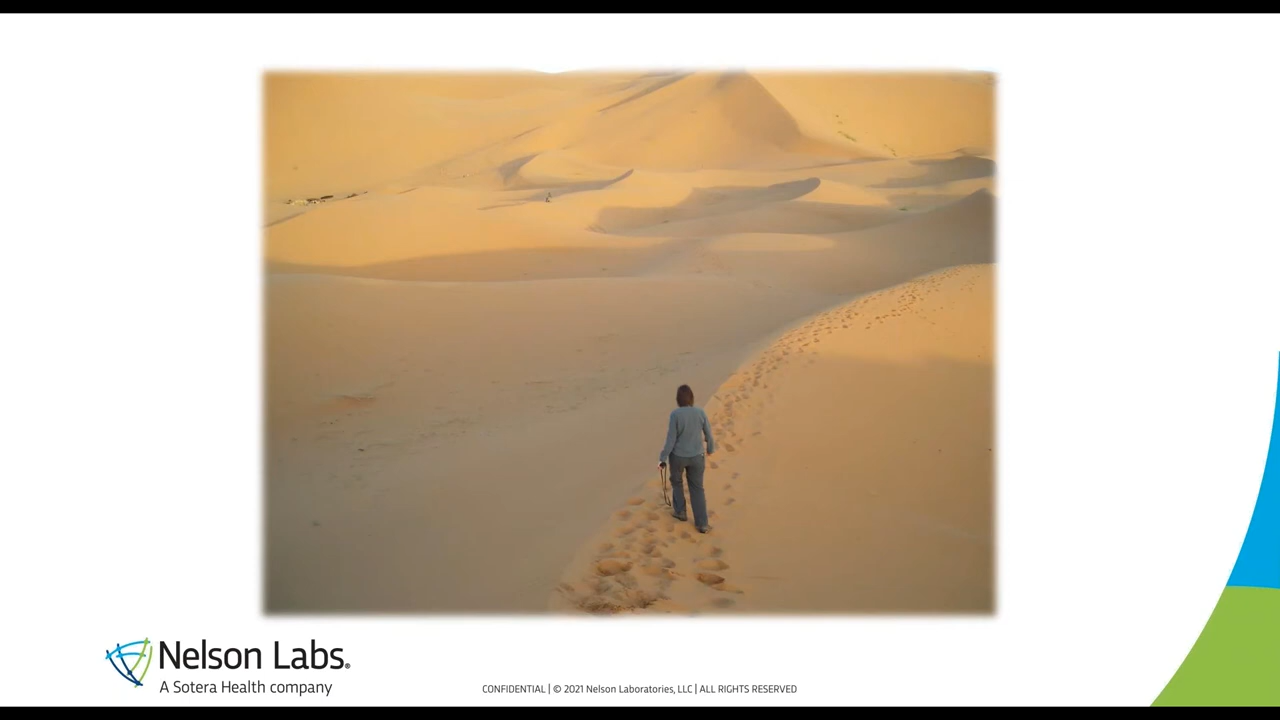 Nelson Labs®
A Sotera Health company
CONFIDENTIAL | © 2021 Nelson Laboratories, LLC | ALL RIGHTS RESERVED